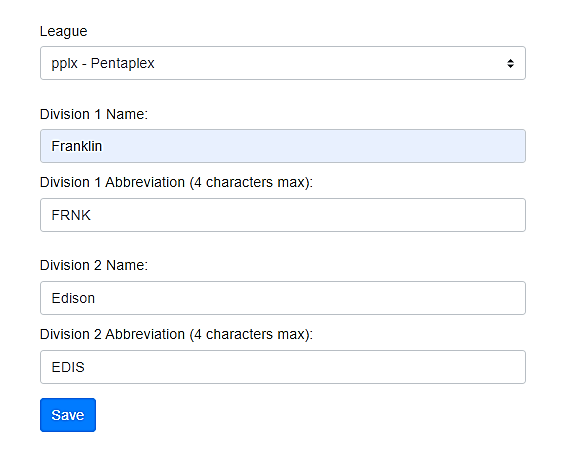 League
pplx - Pentaplex
Division 1 Name:
Franklin
Division 1 Abbreviation (4 characters max):
FRNK
Division 2 Name:
Edison
Division 2 Abbreviation (4 characters max):
EDIS
Save